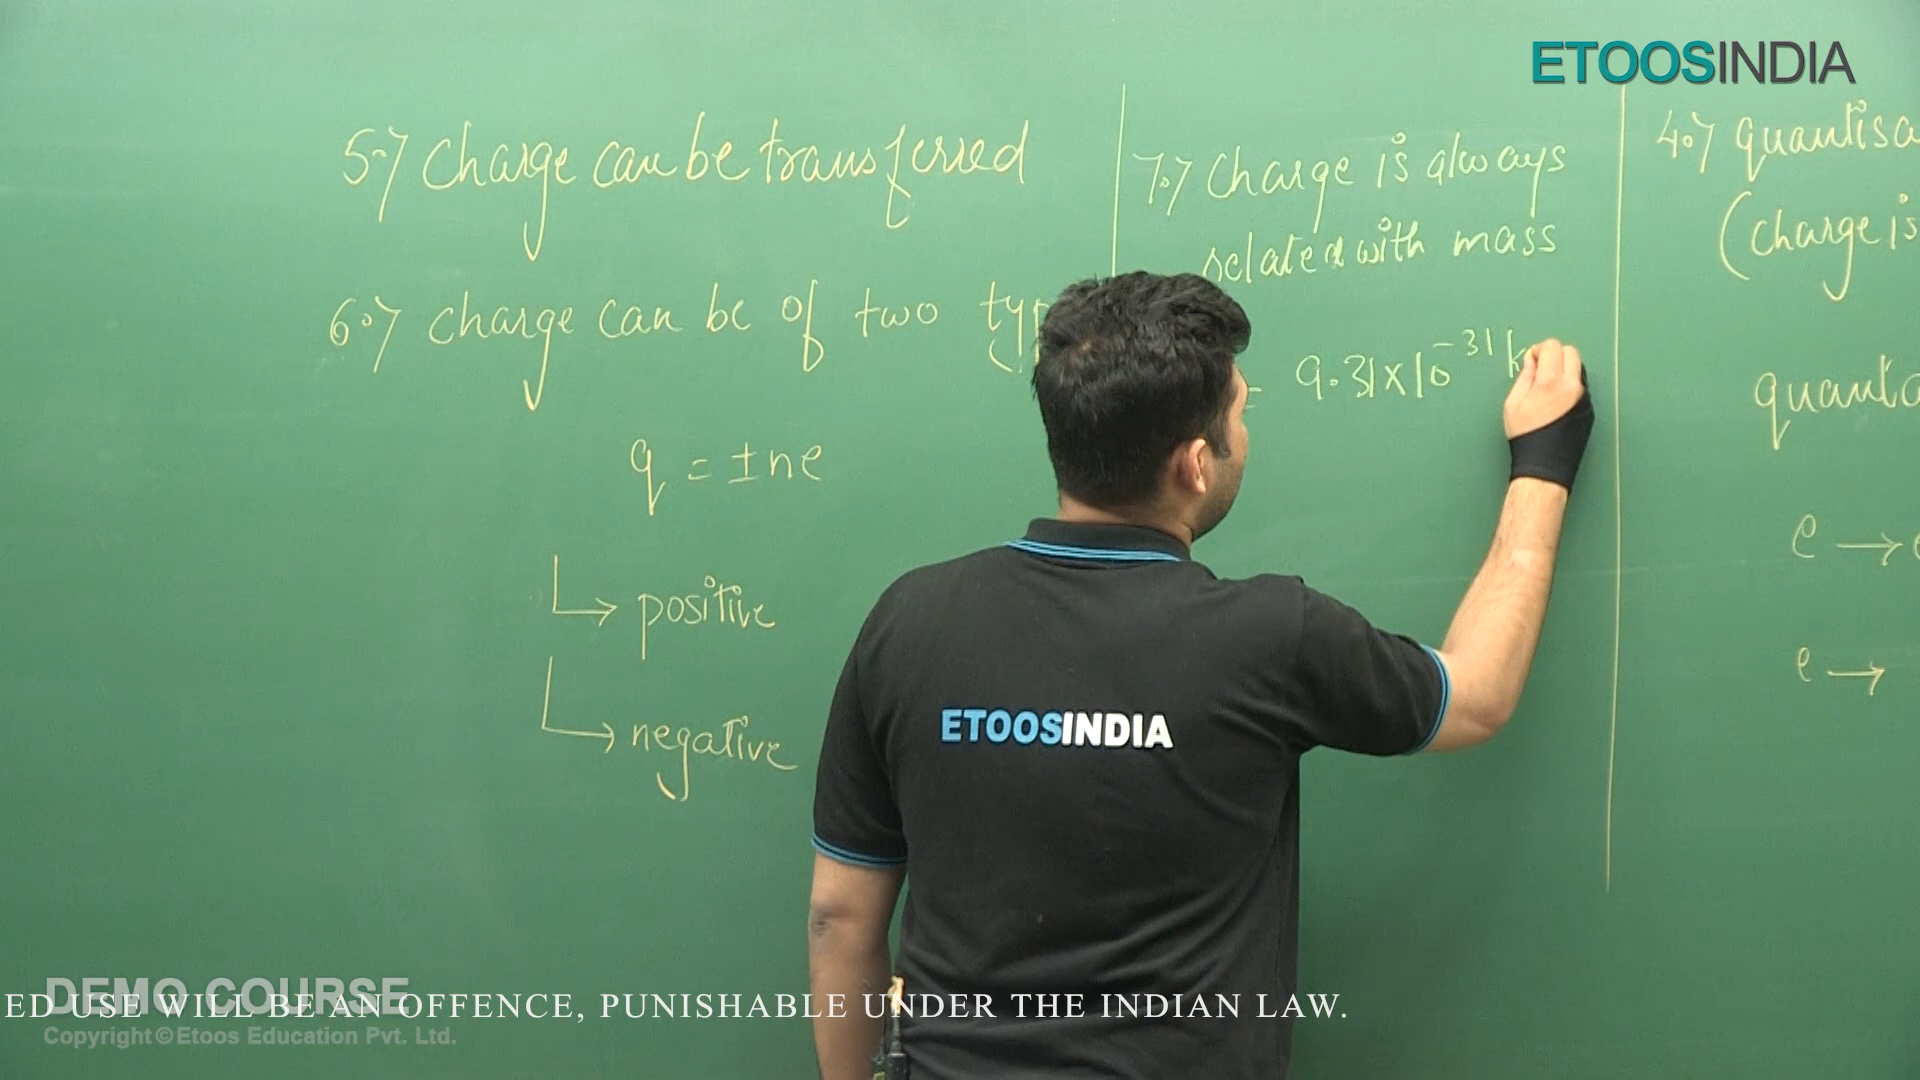 ETOOSINDIA
5.) Charge can be transferred
6.) Charge can be of two typ
q = ±ne
positive
negative
7.) Charge is always
related with mass
= 9.31×10⁻³¹ k
4.) quantisa
(Charge is
quanta
e →
e →
ETOOSINDIA
DEMO COURSE
ED USE WILL BE AN OFFENCE, PUNISHABLE UNDER THE INDIAN LAW.
Copyright © Etoos Education Pvt. Ltd.